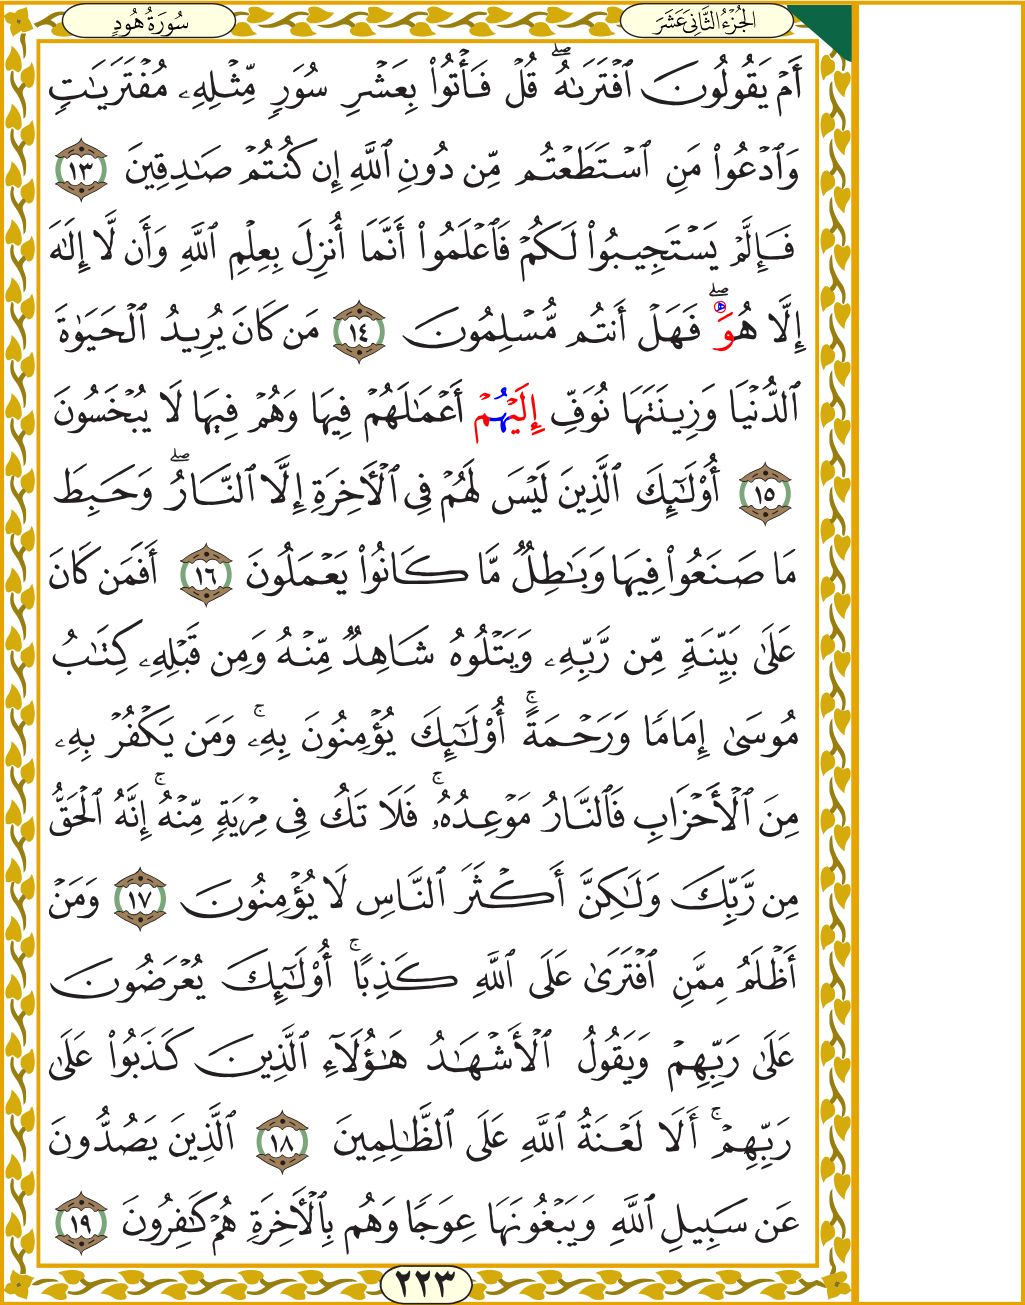 سُورَةُ هُودٍ
الجُزْءُ الثَّانِي عَشَرَ
أَمْ يَقُولُونَ ٱفْتَرَىٰهُۖ قُلْ فَأْتُوا۟ بِعَشْرِ سُوَرٍ مِّثْلِهِۦ مُفْتَرَيَـٰتٍ
وَٱدْعُوا۟ مَنِ ٱسْتَطَعْتُم مِّن دُونِ ٱللَّهِ إِن كُنتُمْ صَـٰدِقِينَ ١٣
فَإِلَّمْ يَسْتَجِيبُوا۟ لَكُمْ فَٱعْلَمُوٓا۟ أَنَّمَآ أُنزِلَ بِعِلْمِ ٱللَّهِ وَأَن لَّآ إِلَـٰهَ
إِلَّا هُوَۖ فَهَلْ أَنتُم مُّسْلِمُونَ ١٤ مَن كَانَ يُرِيدُ ٱلْحَيَوٰةَ
ٱلدُّنْيَا وَزِينَتَهَا نُوَفِّ إِلَيْهُمْ أَعْمَـٰلَهُمْ فِيهَا وَهُمْ فِيهَا لَا يُبْخَسُونَ
١٥ أُو۟لَـٰٓئِكَ ٱلَّذِينَ لَيْسَ لَهُمْ فِى ٱلْـَٔاخِرَةِ إِلَّا ٱلنَّارُۖ وَحَبِطَ
مَا صَنَعُوا۟ فِيهَا وَبَـٰطِلٌ مَّا كَانُوا۟ يَعْمَلُونَ ١٦ أَفَمَن كَانَ
عَلَىٰ بَيِّنَةٍ مِّن رَّبِّهِۦ وَيَتْلُوهُ شَاهِدٌ مِّنْهُ وَمِن قَبْلِهِۦ كِتَـٰبُ
مُوسَىٰٓ إِمَامًا وَرَحْمَةًۚ أُو۟لَـٰٓئِكَ يُؤْمِنُونَ بِهِۦۚ وَمَن يَكْفُرْ بِهِۦ
مِنَ ٱلْأَحْزَابِ فَٱلنَّارُ مَوْعِدُهُۥۚ فَلَا تَكُ فِى مِرْيَةٍ مِّنْهُۚ إِنَّهُ ٱلْحَقُّ
مِن رَّبِّكَ وَلَـٰكِنَّ أَكْثَرَ ٱلنَّاسِ لَا يُؤْمِنُونَ ١٧ وَمَنْ
أَظْلَمُ مِمَّنِ ٱفْتَرَىٰ عَلَى ٱللَّهِ كَذِبًاۚ أُو۟لَـٰٓئِكَ يُعْرَضُونَ
عَلَىٰ رَبِّهِمْ وَيَقُولُ ٱلْأَشْهَـٰدُ هَـٰٓؤُلَآءِ ٱلَّذِينَ كَذَبُوا۟ عَلَىٰ
رَبِّهِمْۚ أَلَا لَعْنَةُ ٱللَّهِ عَلَى ٱلظَّـٰلِمِينَ ١٨ ٱلَّذِينَ يَصُدُّونَ
عَن سَبِيلِ ٱللَّهِ وَيَبْغُونَهَا عِوَجًا وَهُم بِٱلْـَٔاخِرَةِ هُمْ كَـٰفِرُونَ ١٩
٢٢٣